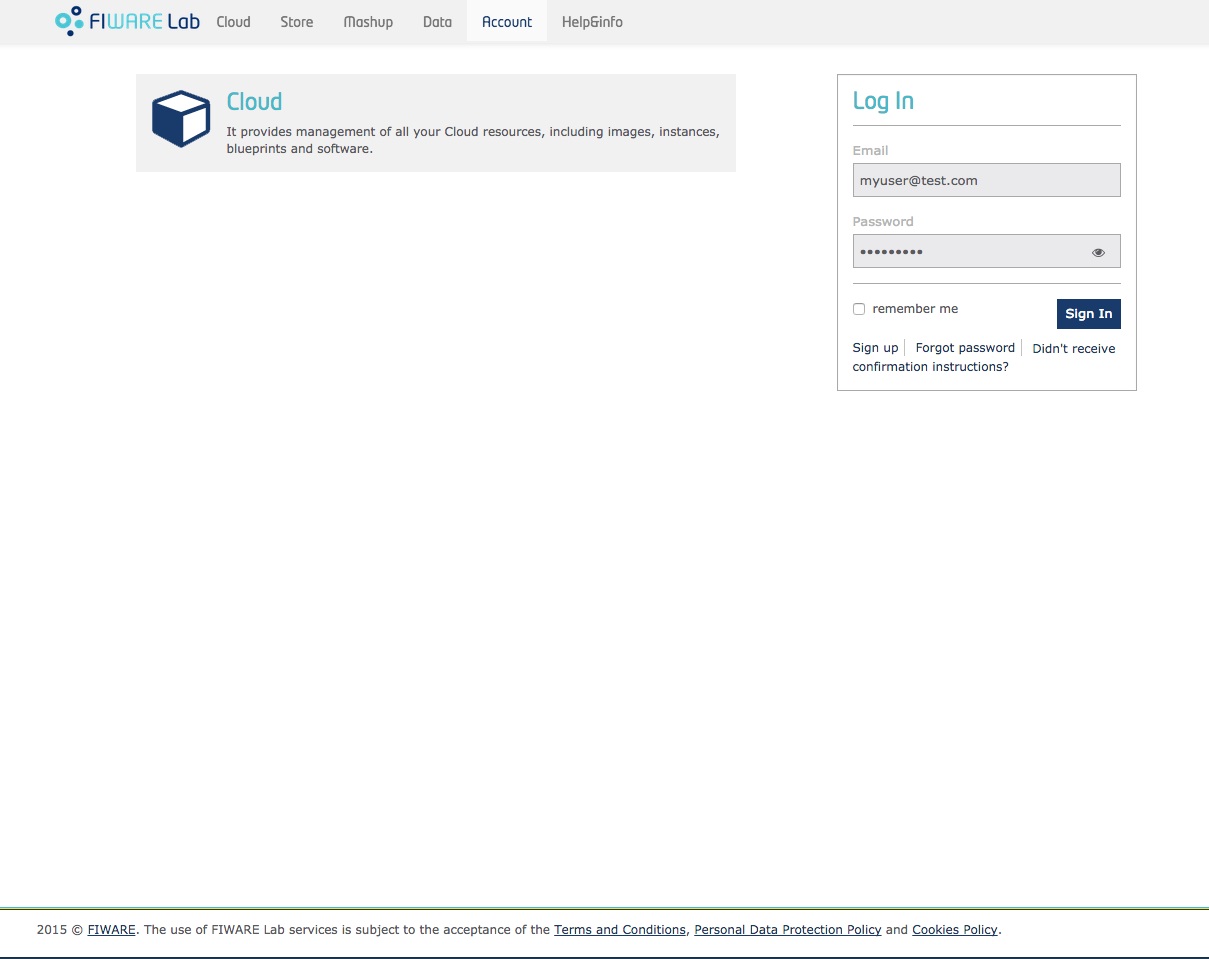 FIWARE Lab Cloud Store Mashup Data Account Help&info
Cloud
It provides management of all your Cloud resources, including images, instances,
blueprints and software.
Log In
Email
myuser@test.com
Password
•••••••••
remember me
Sign In
Sign up Forgot password Didn't receive
confirmation instructions?
2015 © FIWARE. The use of FIWARE Lab services is subject to the acceptance of the Terms and Conditions, Personal Data Protection Policy and Cookies Policy.